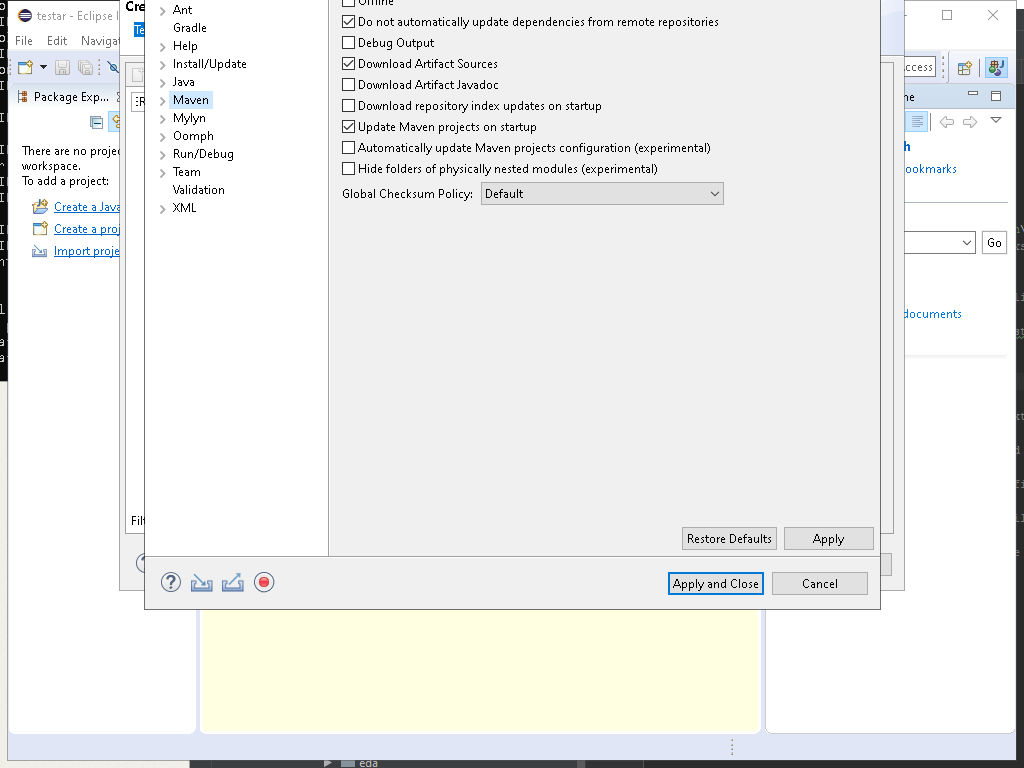 testar - Eclipse
File Edit Navigat
Cre
Package Exp...
There are no projec
workspace.
To add a project:
Create a Java
Create a proj
Import proje
Ant
Gradle
Help
Install/Update
Java
Maven
Mylyn
Oomph
Run/Debug
Team
Validation
XML
Offline
Do not automatically update dependencies from remote repositories
Debug Output
Download Artifact Sources
Download Artifact Javadoc
Download repository index updates on startup
Update Maven projects on startup
Automatically update Maven projects configuration (experimental)
Hide folders of physically nested modules (experimental)
Global Checksum Policy: Default
Restore Defaults Apply
Apply and Close Cancel
Filt
ccess
ne
h
ookmarks
Go
documents
eda